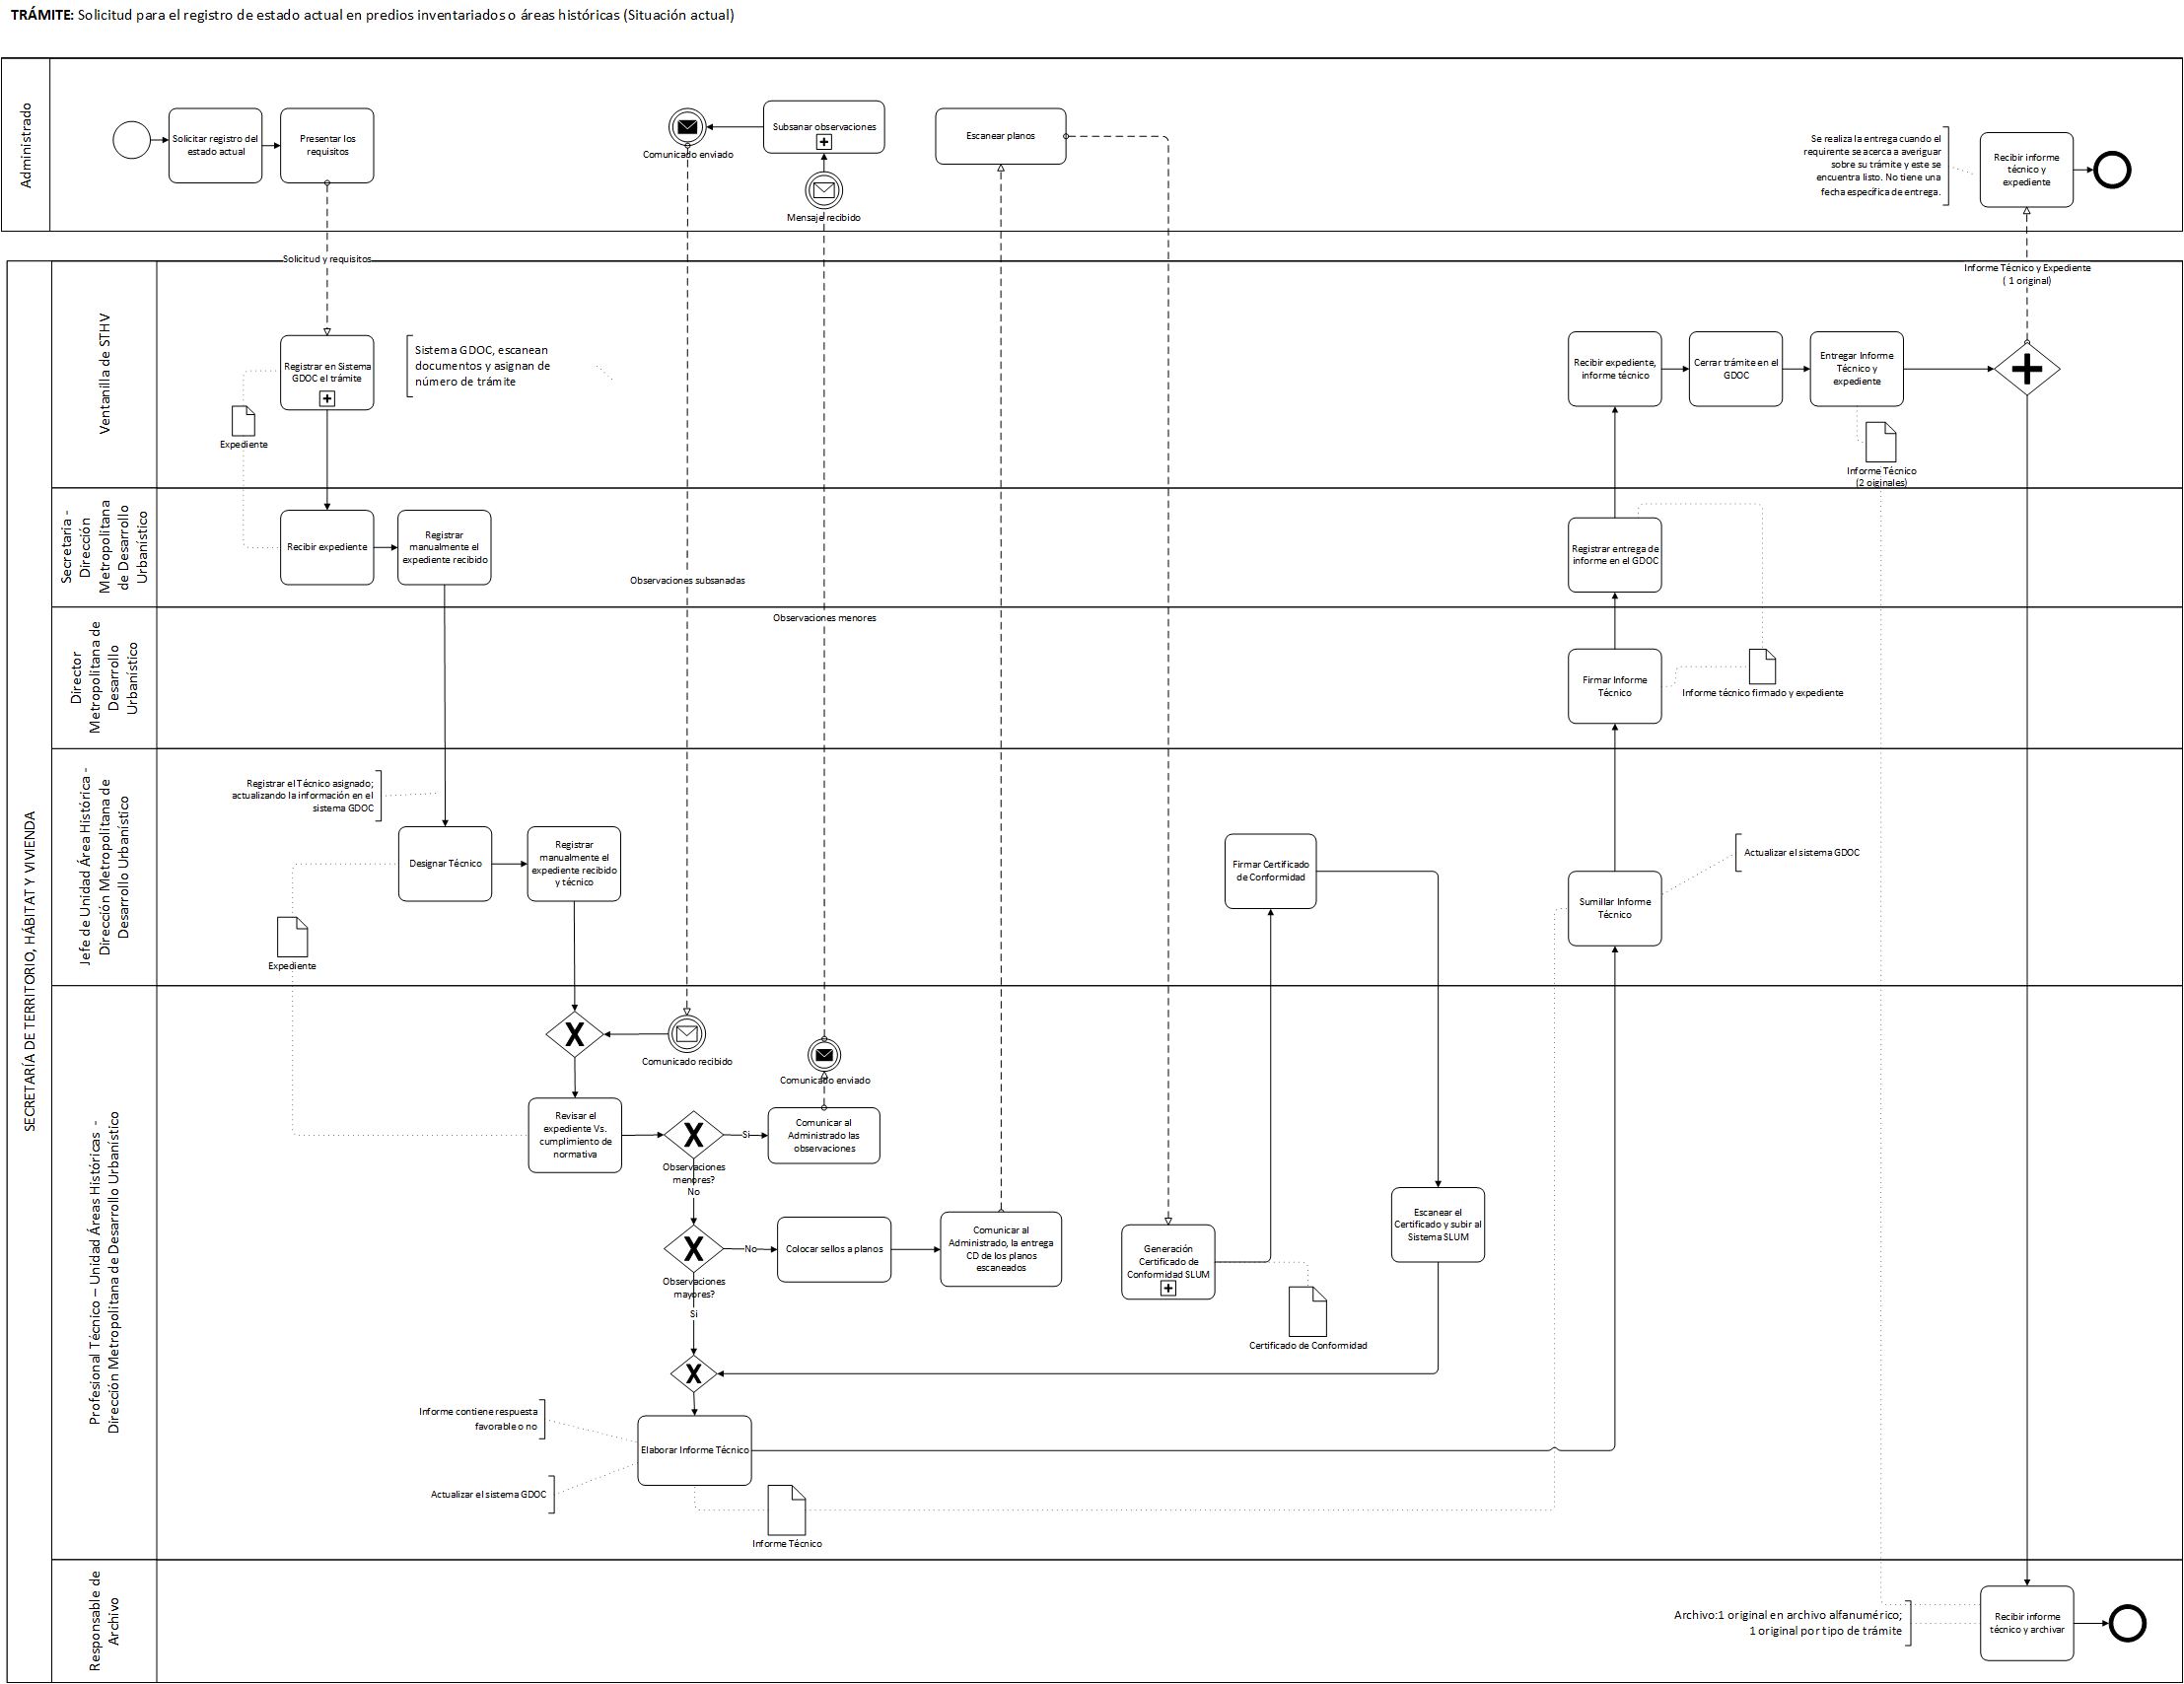 TRÁMITE: Solicitud para el registro de estado actual en predios inventariados o áreas históricas (Situación actual)
Administrado
Solicitar registro del
estado actual
Presentar los
requisitos
Comunicado enviado
Subsanar observaciones
Mensaje recibido
Escanear planos
Se realiza la entrega cuando el
requirente se acerca a averiguar
sobre su trámite y este se
encuentra listo. No tiene una
fecha específica de entrega.
Recibir informe
técnico y
expediente
Solicitud y requisitos
Informe Técnico y Expediente
( 1 original)
SECRETARÍA DE TERRITORIO, HÁBITAT Y VIVIENDA
Ventanilla de STHV
Registrar en Sistema
GDOC el trámite
Sistema GDOC, escanean
documentos y asignan de
número de trámite
Expediente
Recibir expediente,
informe técnico
Cerrar trámite en el
GDOC
Entregar Informe
Técnico y
expediente
Informe Técnico
(2 oiginales)
Secretaria -
Dirección
Metropolitana
de Desarrollo
Urbanístico
Recibir expediente
Registrar
manualmente el
expediente recibido
Observaciones subsanadas
Registrar entrega de
informe en el GDOC
Director
Metropolitana de
Desarrollo
Urbanístico
Observaciones menores
Firmar Informe
Técnico
Informe técnico firmado y expediente
Jefe de Unidad Área Histórica -
Dirección Metropolitana de
Desarrollo Urbanístico
Registrar el Técnico asignado;
actualizando la información en el
sistema GDOC
Designar Técnico
Registrar
manualmente el
expediente recibido
y técnico
Expediente
Firmar Certificado
de Conformidad
Sumillar Informe
Técnico
Actualizar el sistema GDOC
Profesional Técnico – Unidad Áreas Históricas -
Dirección Metropolitana de Desarrollo Urbanístico
Comunicado recibido
Comunicado enviado
Revisar el
expediente Vs.
cumplimiento de
normativa
Observaciones
menores?
Si
No
Comunicar al
Administrado las
observaciones
Observaciones
mayores?
No
Si
Colocar sellos a planos
Comunicar al
Administrado, la entrega
CD de los planos
escaneados
Generación
Certificado de
Conformidad SLUM
Certificado de Conformidad
Escanear el
Certificado y subir al
Sistema SLUM
Informe contiene respuesta
favorable o no
Elaborar Informe Técnico
Actualizar el sistema GDOC
Informe Técnico
Responsable de
Archivo
Archivo:1 original en archivo alfanumérico;
1 original por tipo de trámite
Recibir informe
técnico y archivar